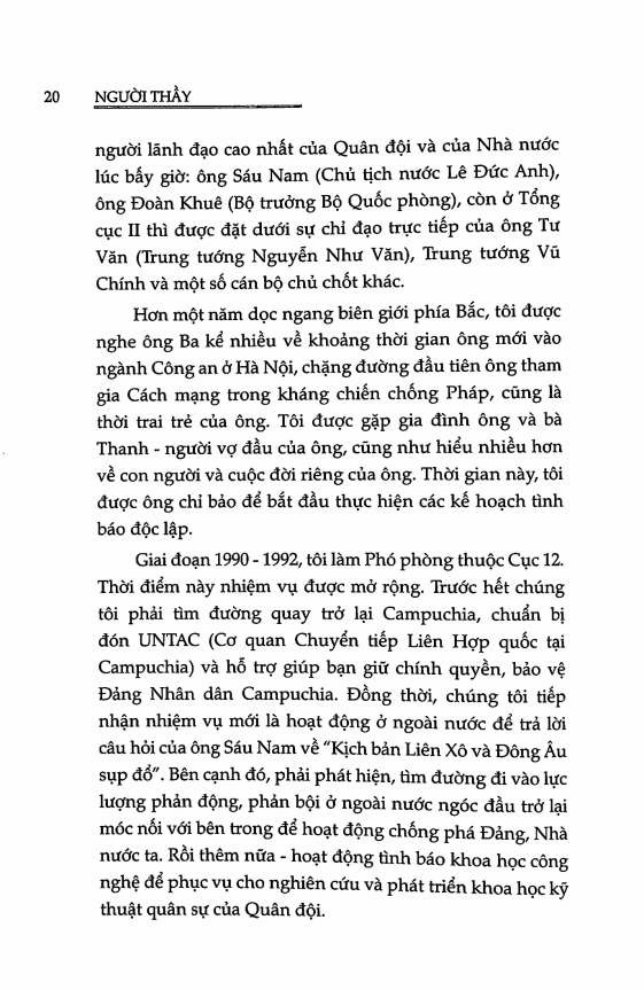 20 NGƯỜI THẦY
người lãnh đạo cao nhất của Quân đội và của Nhà nước
lúc bấy giờ: ông Sáu Nam (Chủ tịch nước Lê Đức Anh),
ông Đoàn Khuê (Bộ trưởng Bộ Quốc phòng), còn ở Tổng
cục II thì được đặt dưới sự chỉ đạo trực tiếp của ông Tư
Văn (Trung tướng Nguyễn Như Văn), Trung tướng Vũ
Chính và một số cán bộ chủ chốt khác.
Hơn một năm dọc ngang biên giới phía Bắc, tôi được
nghe ông Ba kể nhiều về khoảng thời gian ông mới vào
ngành Công an ở Hà Nội, chặng đường đầu tiên ông tham
gia Cách mạng trong kháng chiến chống Pháp, cũng là
thời trai trẻ của ông. Tôi được gặp gia đình ông và bà
Thanh - người vợ đầu của ông, cũng như hiểu nhiều hơn
về con người và cuộc đời riêng của ông. Thời gian này, tôi
được ông chỉ bảo để bắt đầu thực hiện các kế hoạch tình
báo độc lập.
Giai đoạn 1990 - 1992, tôi làm Phó phòng thuộc Cục 12.
Thời điểm này nhiệm vụ được mở rộng. Trước hết chúng
tôi phải tìm đường quay trở lại Campuchia, chuẩn bị
đón UNTAC (Cơ quan Chuyển tiếp Liên Hợp quốc tại
Campuchia) và hỗ trợ giúp bạn giữ chính quyền, bảo vệ
Đảng Nhân dân Campuchia. Đồng thời, chúng tôi tiếp
nhận nhiệm vụ mới là hoạt động ở ngoài nước để trả lời
câu hỏi của ông Sáu Nam về "Kịch bản Liên Xô và Đông Âu
sụp đổ". Bên cạnh đó, phải phát hiện, tìm đường đi vào lực
lượng phản động, phản bội ở ngoài nước ngóc đầu trở lại
móc nối với bên trong để hoạt động chống phá Đảng, Nhà
nước ta. Rồi thêm nữa - hoạt động tình báo khoa học công
nghệ để phục vụ cho nghiên cứu và phát triển khoa học kỹ
thuật quân sự của Quân đội.